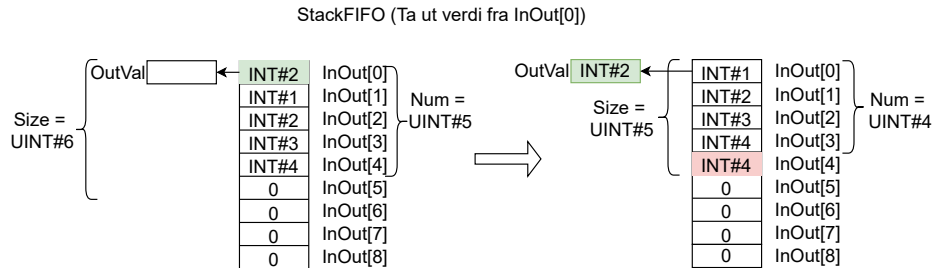 StackFIFO (Ta ut verdi fra InOut[0])
OutVal
INT#2 InOut[0]
INT#1 InOut[1]
INT#2 InOut[2]
INT#3 InOut[3]
INT#4 InOut[4]
0 InOut[5]
0 InOut[6]
0 InOut[7]
0 InOut[8]
Size =
UINT#6
Num =
UINT#5
OutVal INT#2
INT#1 InOut[0]
INT#2 InOut[1]
INT#3 InOut[2]
INT#4 InOut[3]
INT#4 InOut[4]
0 InOut[5]
0 InOut[6]
0 InOut[7]
0 InOut[8]
Size =
UINT#5
Num =
UINT#4